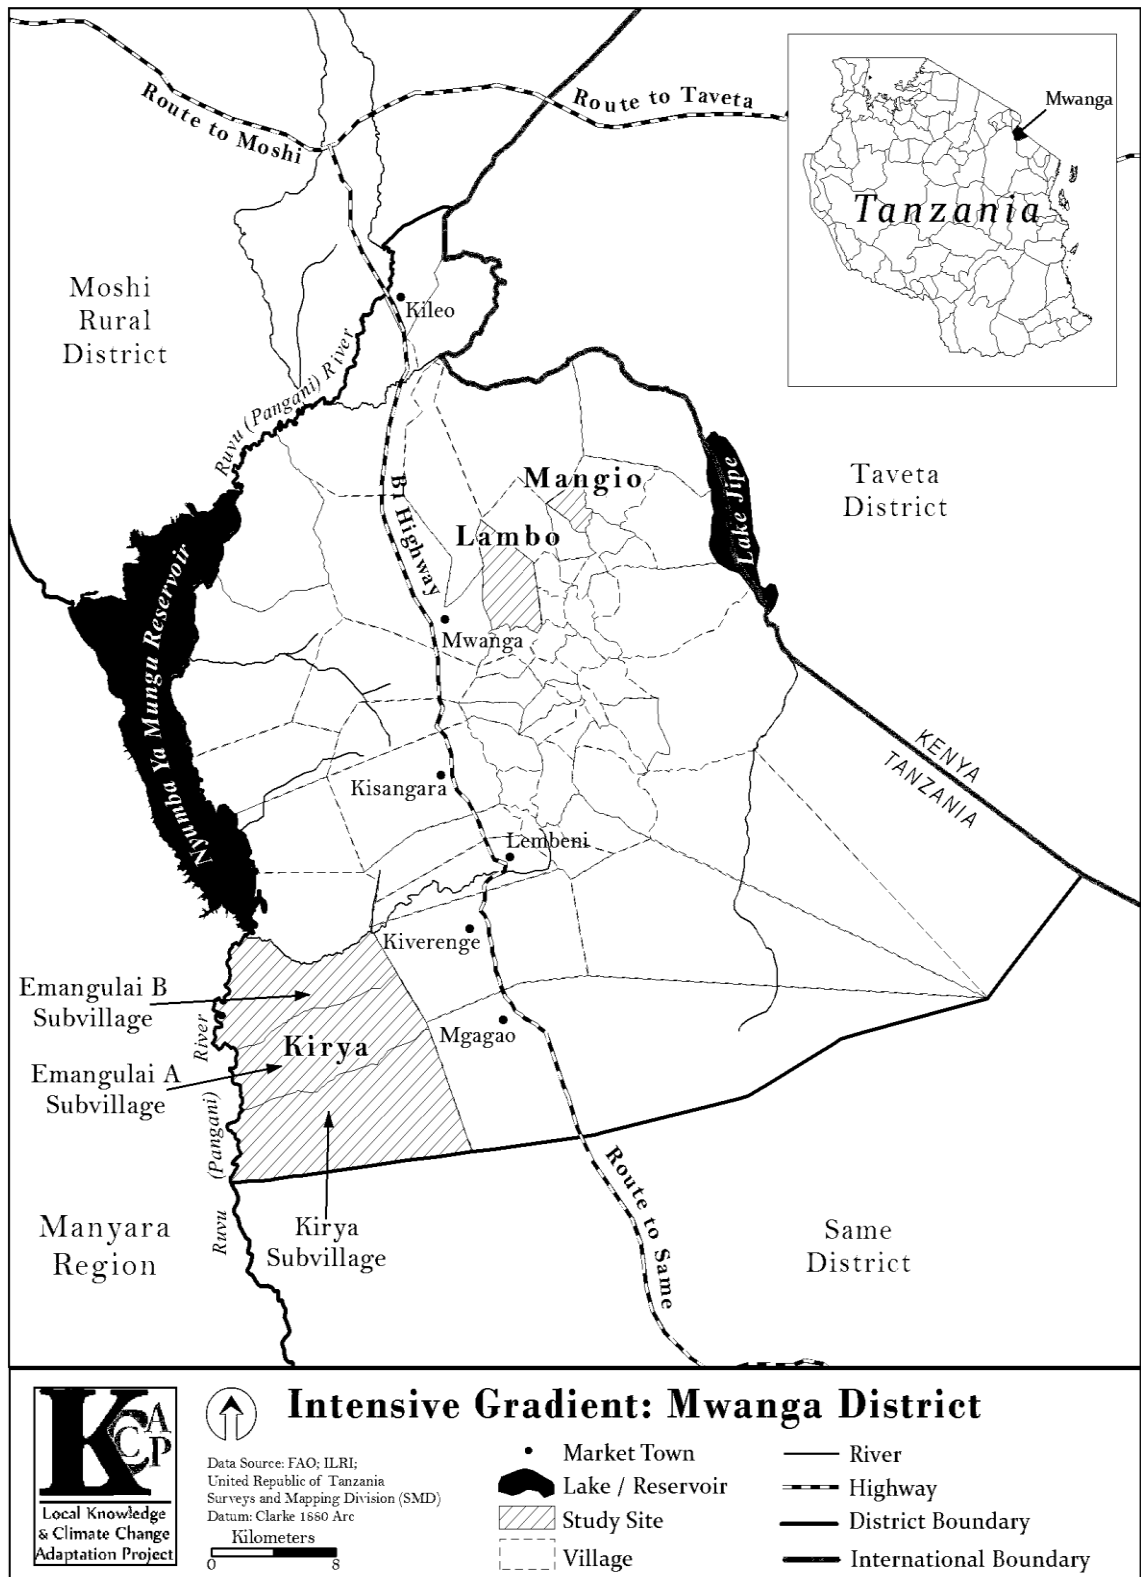 Route to Moshi
Route to Taveta
Mwanga
Tanzania
Moshi
Rural
District
Kileo
Ruvu (Pangani) River
B1 Highway
Mangio
Lambo
Lake Jipe
Taveta
District
Nyumba Ya Mungu Reservoir
Mwanga
KENYA
TANZANIA
Kisangara
Lembeni
Kiverenge
Emangulai B
Subvillage
River
Kirya
Mgagao
Emangulai A
Subvillage
(Pangani)
Ruvu
Route to Same
Manyara
Region
Kirya
Subvillage
Same
District
KCCAP
Local Knowledge
& Climate Change
Adaptation Project
Intensive Gradient: Mwanga District
Data Source: FAO; ILRI;
United Republic of Tanzania
Surveys and Mapping Division (SMD)
Datum: Clarke 1880 Arc
Kilometers
0 8
Market Town
Lake / Reservoir
Study Site
Village
River
Highway
District Boundary
International Boundary